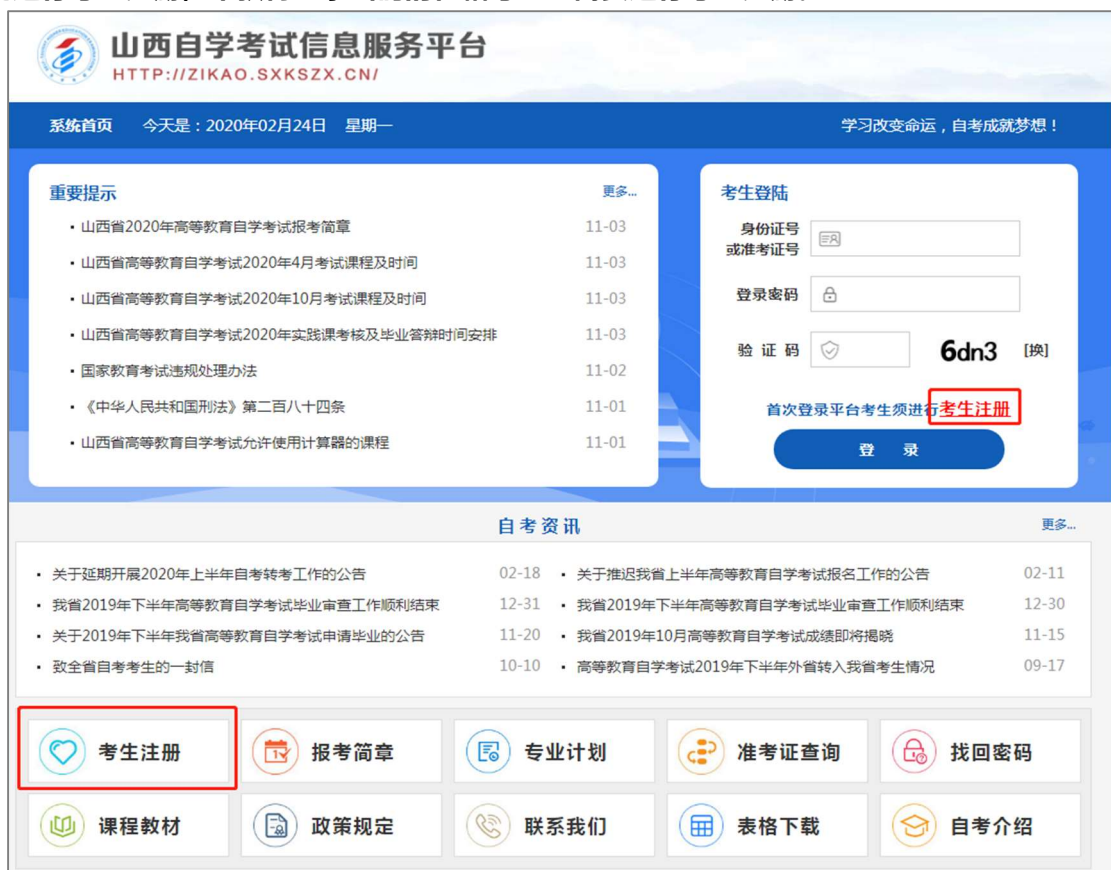 山西自学考试信息服务平台
HTTP://ZIKAO.SXKSZX.CN/
系统首页 今天是：2020年02月24日 星期一 学习改变命运，自考成就梦想！
重要提示 更多...
• 山西省2020年高等教育自学考试报考简章 11-03
• 山西省高等教育自学考试2020年4月考试课程及时间 11-03
• 山西省高等教育自学考试2020年10月考试课程及时间 11-03
• 山西省高等教育自学考试2020年实践课考核及毕业答辩时间安排 11-03
• 国家教育考试违规处理办法 11-02
• 《中华人民共和国刑法》第二百八十四条 11-01
• 山西省高等教育自学考试允许使用计算器的课程 11-01
考生登陆
身份证号
或准考证号
登录密码
验 证 码 6dn3 [换]
首次登录平台考生须进行考生注册
登 录
自 考 资 讯 更多...
• 关于延期开展2020年上半年自考转考工作的公告 02-18 • 关于推迟我省上半年高等教育自学考试报名工作的公告 02-11
• 我省2019年下半年高等教育自学考试毕业审查工作顺利结束 12-31 • 我省2019年下半年高等教育自学考试毕业审查工作顺利结束 12-30
• 关于2019年下半年我省高等教育自学考试申请毕业的公告 11-20 • 我省2019年10月高等教育自学考试成绩即将揭晓 11-15
• 致全省自考考生的一封信 10-10 • 高等教育自学考试2019年下半年外省转入我省考生情况 09-17
考生注册 报考简章 专业计划 准考证查询 找回密码
课程教材 政策规定 联系我们 表格下载 自考介绍